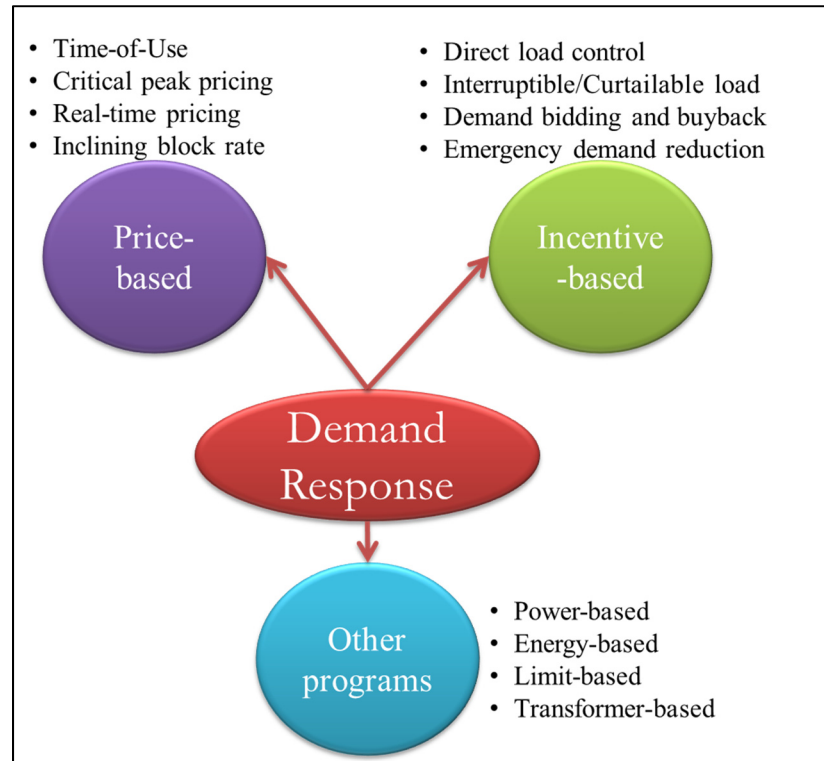 • Time-of-Use
• Critical peak pricing
• Real-time pricing
• Inclining block rate
• Direct load control
• Interruptible/Curtailable load
• Demand bidding and buyback
• Emergency demand reduction
Price-
based
Incentive
-based
Demand
Response
Other
programs
• Power-based
• Energy-based
• Limit-based
• Transformer-based